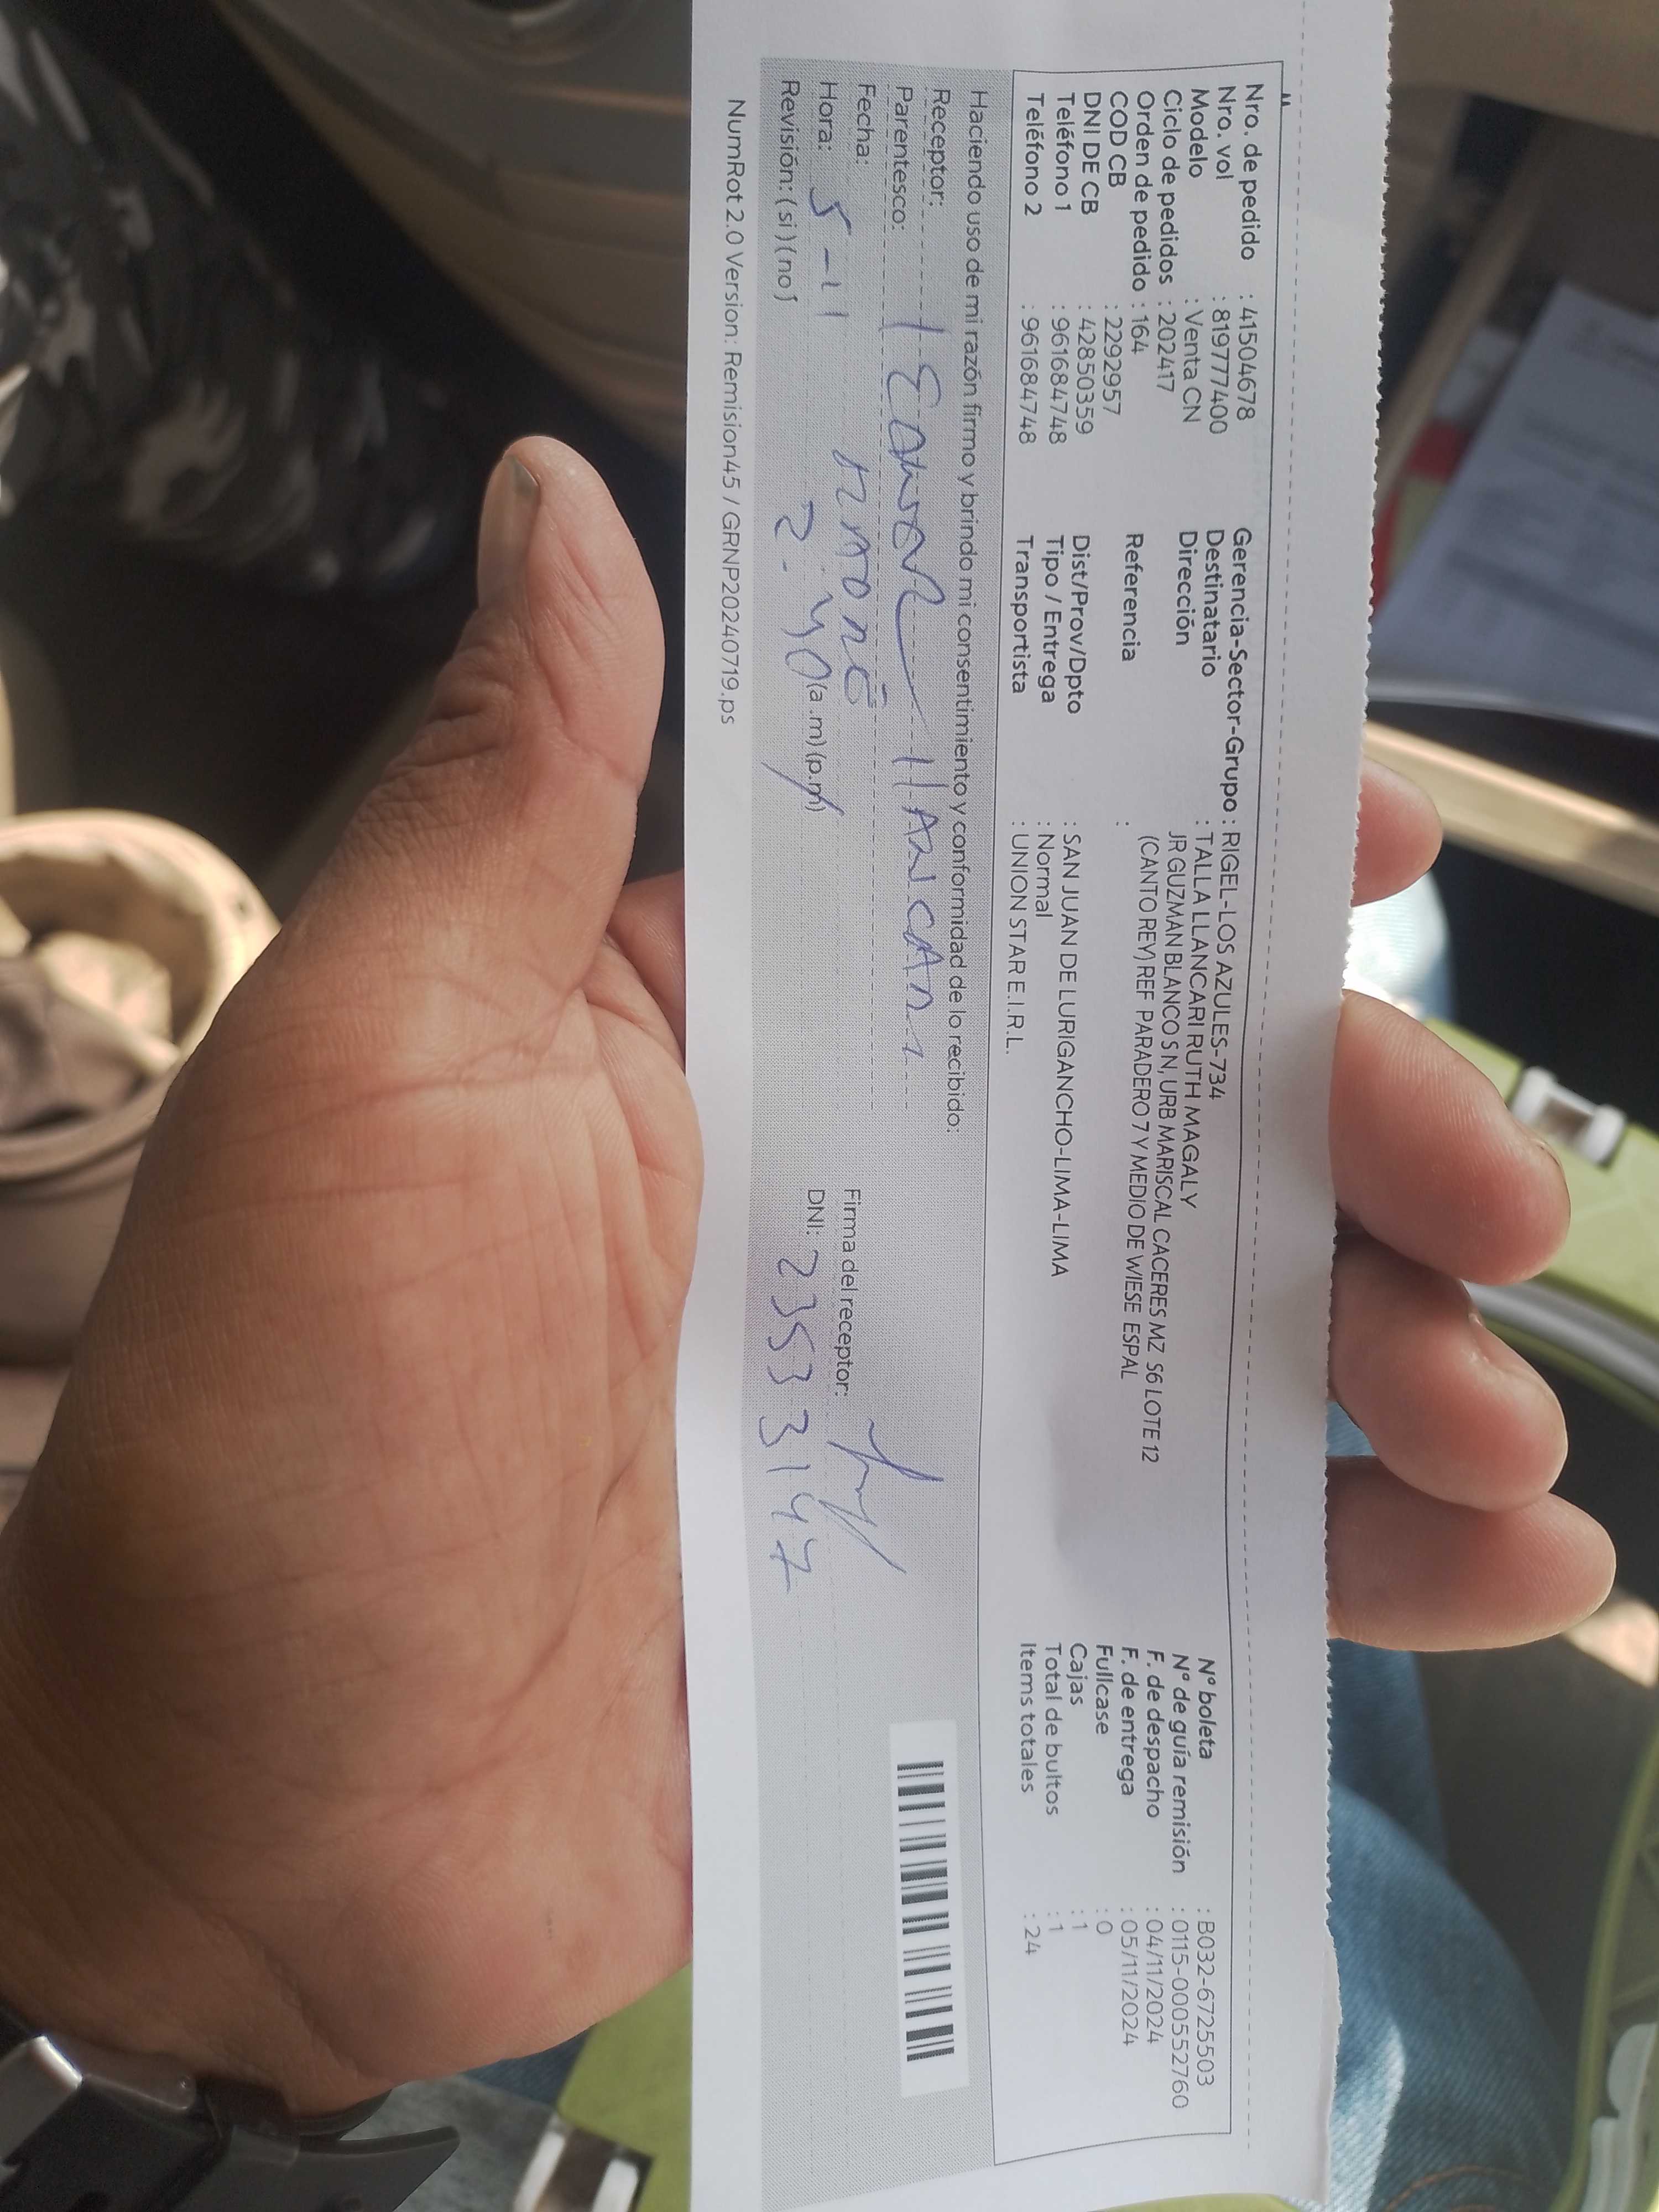 Nro. de pedido : 41504678
Nro. vol : 819777400
Modelo : Venta CN
Ciclo de pedidos : 202417
Orden de pedido : 164
COD CB : 2292957
DNI DE CB : 42850359
Teléfono 1 : 961684748
Teléfono 2 : 961684748
Gerencia-Sector-Grupo : RIGEL-LOS AZULES-734
Destinatario : TALLA LLANCARI RUTH MAGALY
Dirección JR GUZMAN BLANCO S N, URB MARISCAL CACERES MZ S6 LOTE 12
(CANTO REY) REF PARADERO 7 Y MEDIO DE WIESE ESPAL
Referencia :
Dist/Prov/Dpto : SAN JUAN DE LURIGANCHO-LIMA-LIMA
Tipo / Entrega : Normal
Transportista : UNION STAR E.I.R.L.
N° boleta : B032-6725503
N° de guía remisión : 0115-000552760
F. de despacho : 04/11/2024
F. de entrega : 05/11/2024
Fullcase : 0
Cajas : 1
Total de bultos : 1
Items totales : 24
Haciendo uso de mi razón firmo y brindo mi consentimiento y conformidad de lo recibido:
Receptor:
Parentesco:
Fecha: 5-11
Hora: 2. 40 (a.m) (p.m)
Revisión: (si) (no)
Firma del receptor:
DNI: 23533147
NumRot 2.0 Version: Remision45 / GRNP20240719.ps